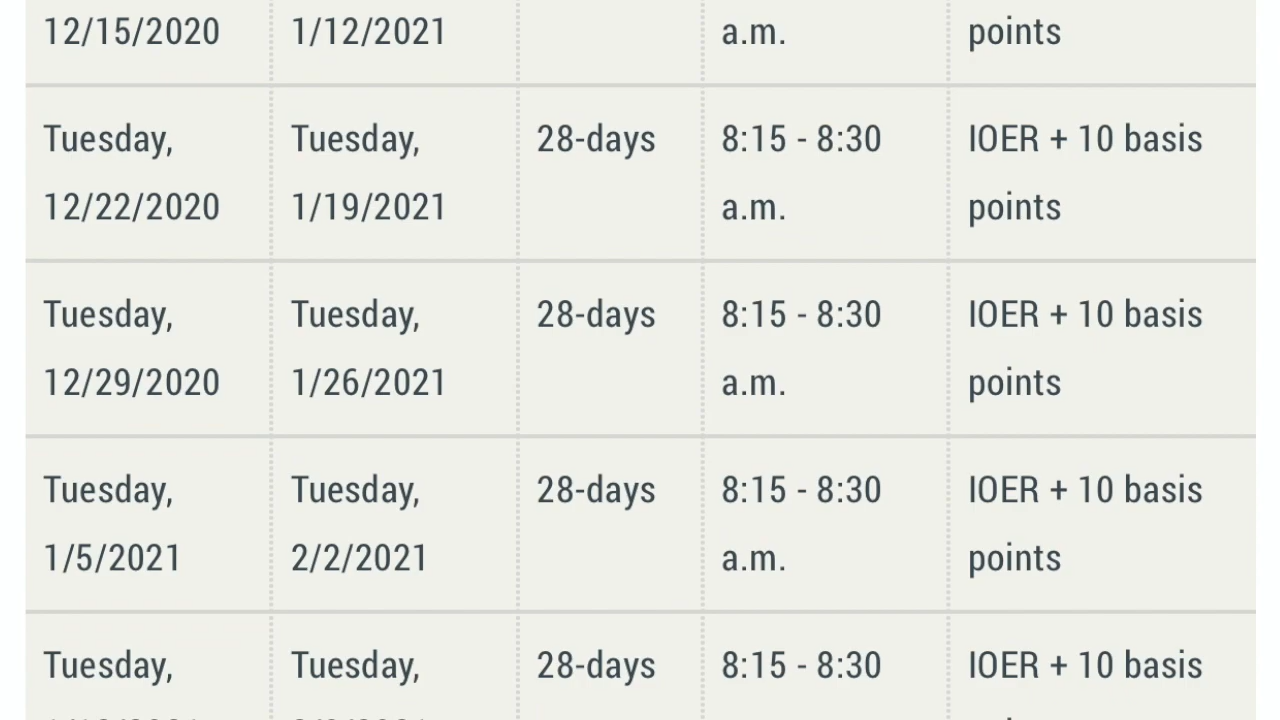 12/15/2020 1/12/2021 a.m. points
Tuesday, Tuesday, 28-days 8:15 - 8:30 IOER + 10 basis
12/22/2020 1/19/2021 a.m. points
Tuesday, Tuesday, 28-days 8:15 - 8:30 IOER + 10 basis
12/29/2020 1/26/2021 a.m. points
Tuesday, Tuesday, 28-days 8:15 - 8:30 IOER + 10 basis
1/5/2021 2/2/2021 a.m. points
Tuesday, Tuesday, 28-days 8:15 - 8:30 IOER + 10 basis